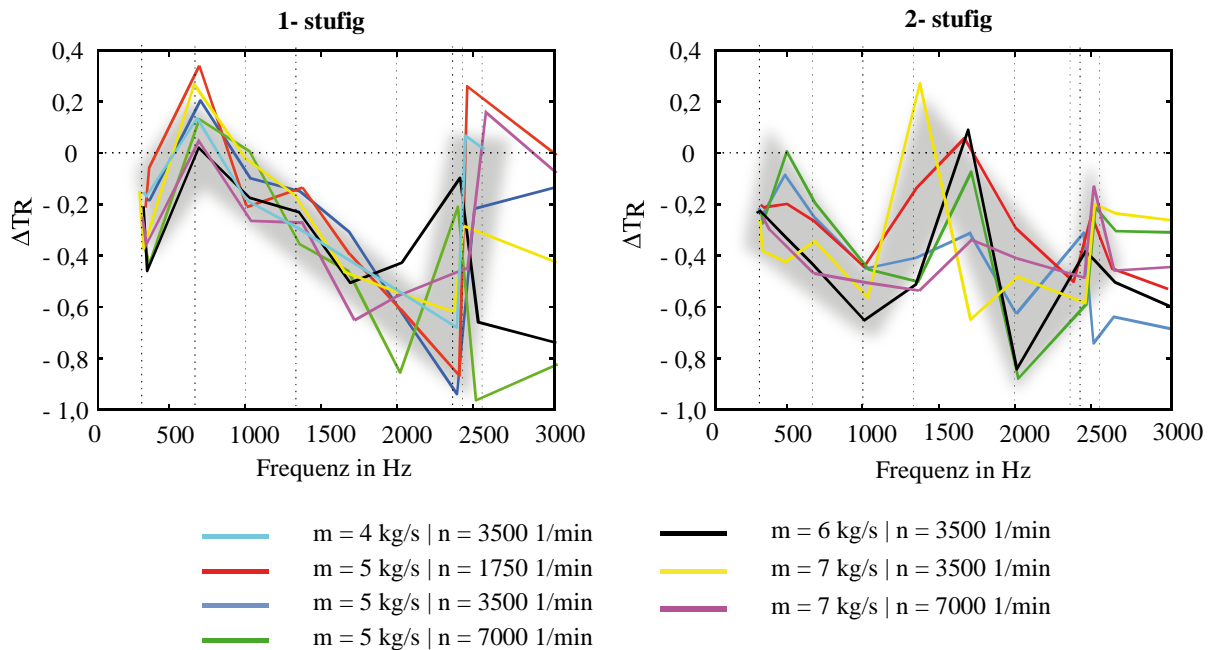 1- stufig
0,4
0,2
0
- 0,2
- 0,4
- 0,6
- 0,8
- 1,0
ΔTR
0 500 1000 1500 2000 2500 3000
Frequenz in Hz
2- stufig
0,4
0,2
0
- 0,2
- 0,4
- 0,6
- 0,8
- 1,0
ΔTR
0 500 1000 1500 2000 2500 3000
Frequenz in Hz
m = 4 kg/s | n = 3500 1/min
m = 5 kg/s | n = 1750 1/min
m = 5 kg/s | n = 3500 1/min
m = 5 kg/s | n = 7000 1/min
m = 6 kg/s | n = 3500 1/min
m = 7 kg/s | n = 3500 1/min
m = 7 kg/s | n = 7000 1/min